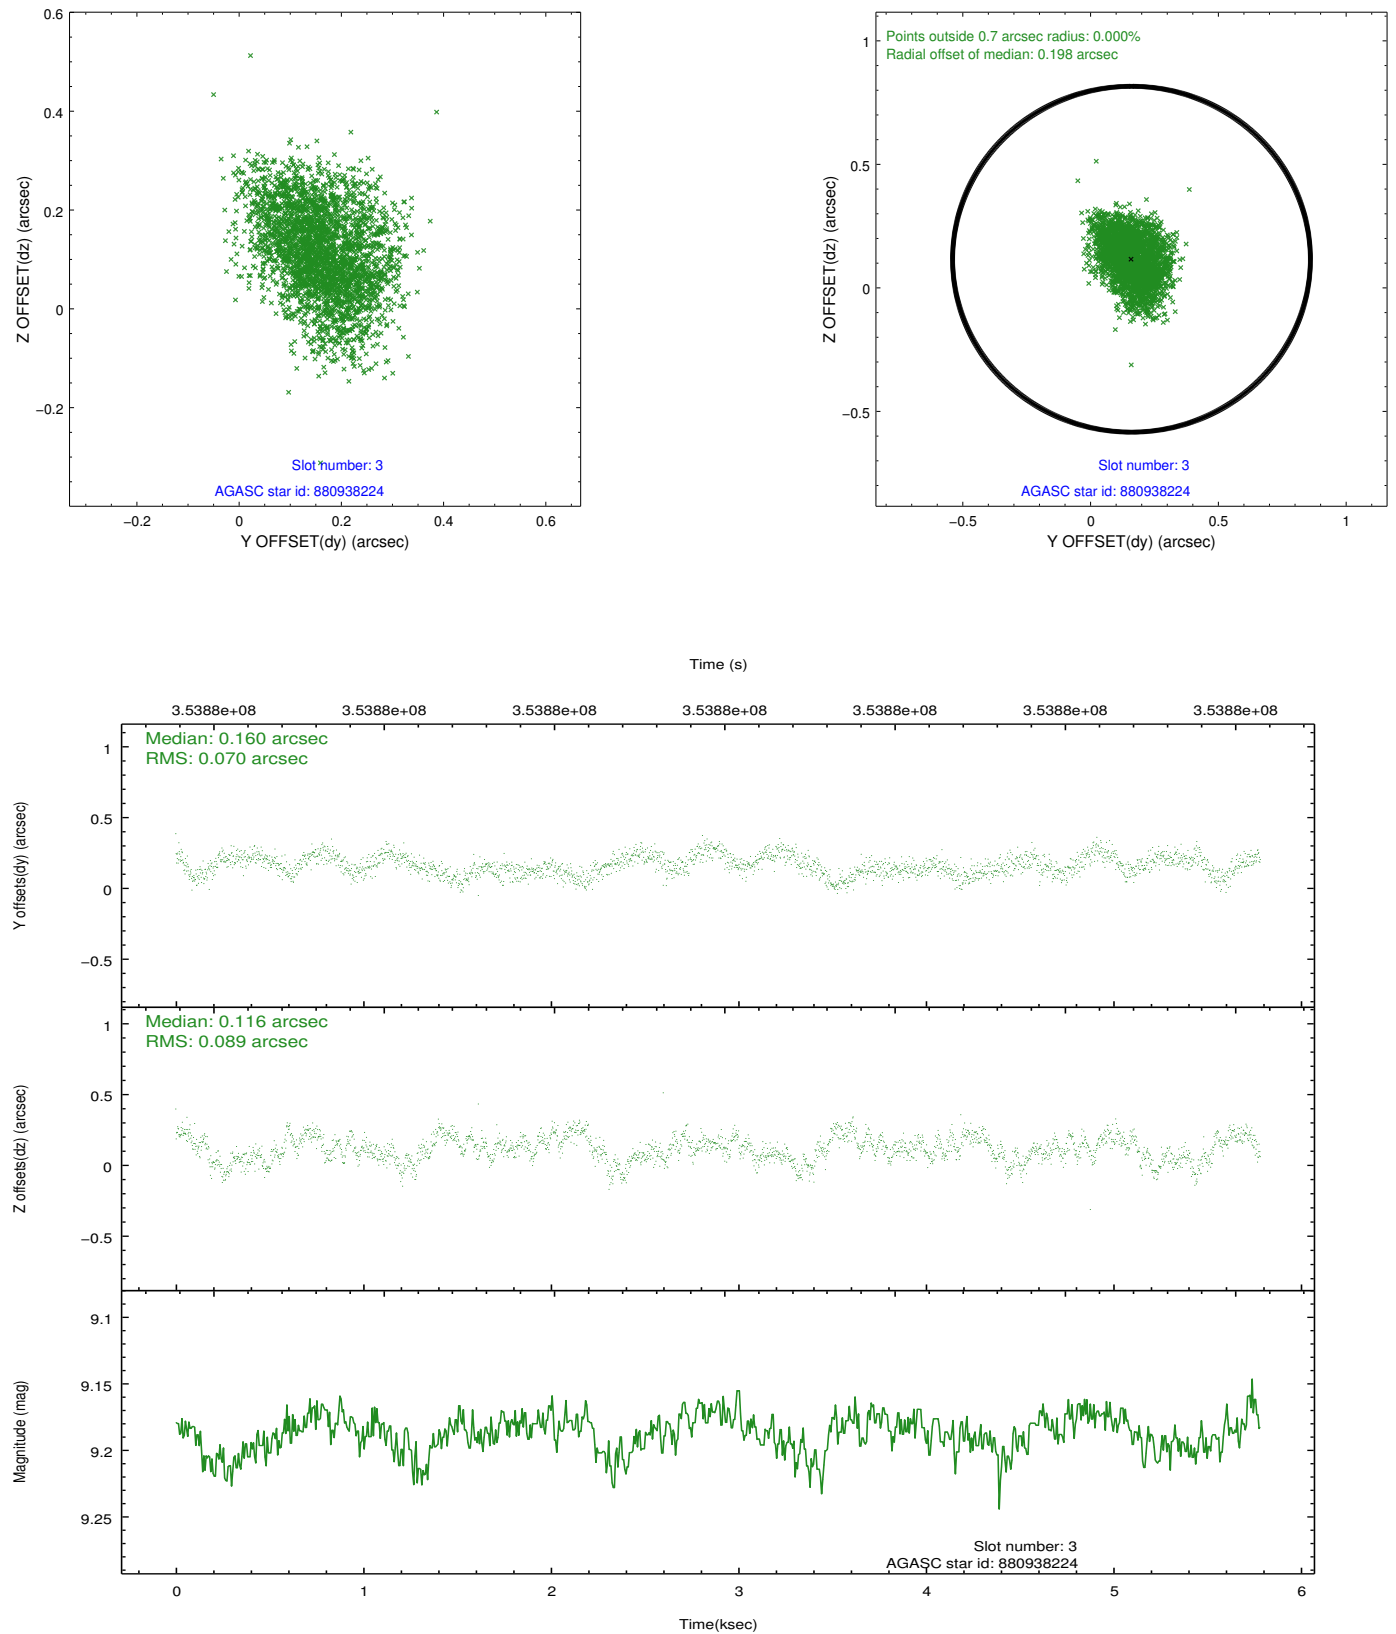 0.6
0.4
0.2
0
−0.2
Z OFFSET(dz) (arcsec)
Slot number: 3
AGASC star id: 880938224
−0.2 0 0.2 0.4 0.6
Y OFFSET(dy) (arcsec)
Points outside 0.7 arcsec radius: 0.000%
Radial offset of median: 0.198 arcsec
1
0.5
0
−0.5
Z OFFSET(dz) (arcsec)
Slot number: 3
AGASC star id: 880938224
−0.5 0 0.5 1
Y OFFSET(dy) (arcsec)
Time (s)
3.5388e+08 3.5388e+08 3.5388e+08 3.5388e+08 3.5388e+08 3.5388e+08 3.5388e+08
Median: 0.160 arcsec
RMS: 0.070 arcsec
1
0.5
0
−0.5
Y offsets(dy) (arcsec)
Median: 0.116 arcsec
RMS: 0.089 arcsec
1
0.5
0
−0.5
Z offsets(dz) (arcsec)
9.1
9.15
9.2
9.25
Magnitude (mag)
Slot number: 3
AGASC star id: 880938224
0 1 2 3 4 5 6
Time(ksec)